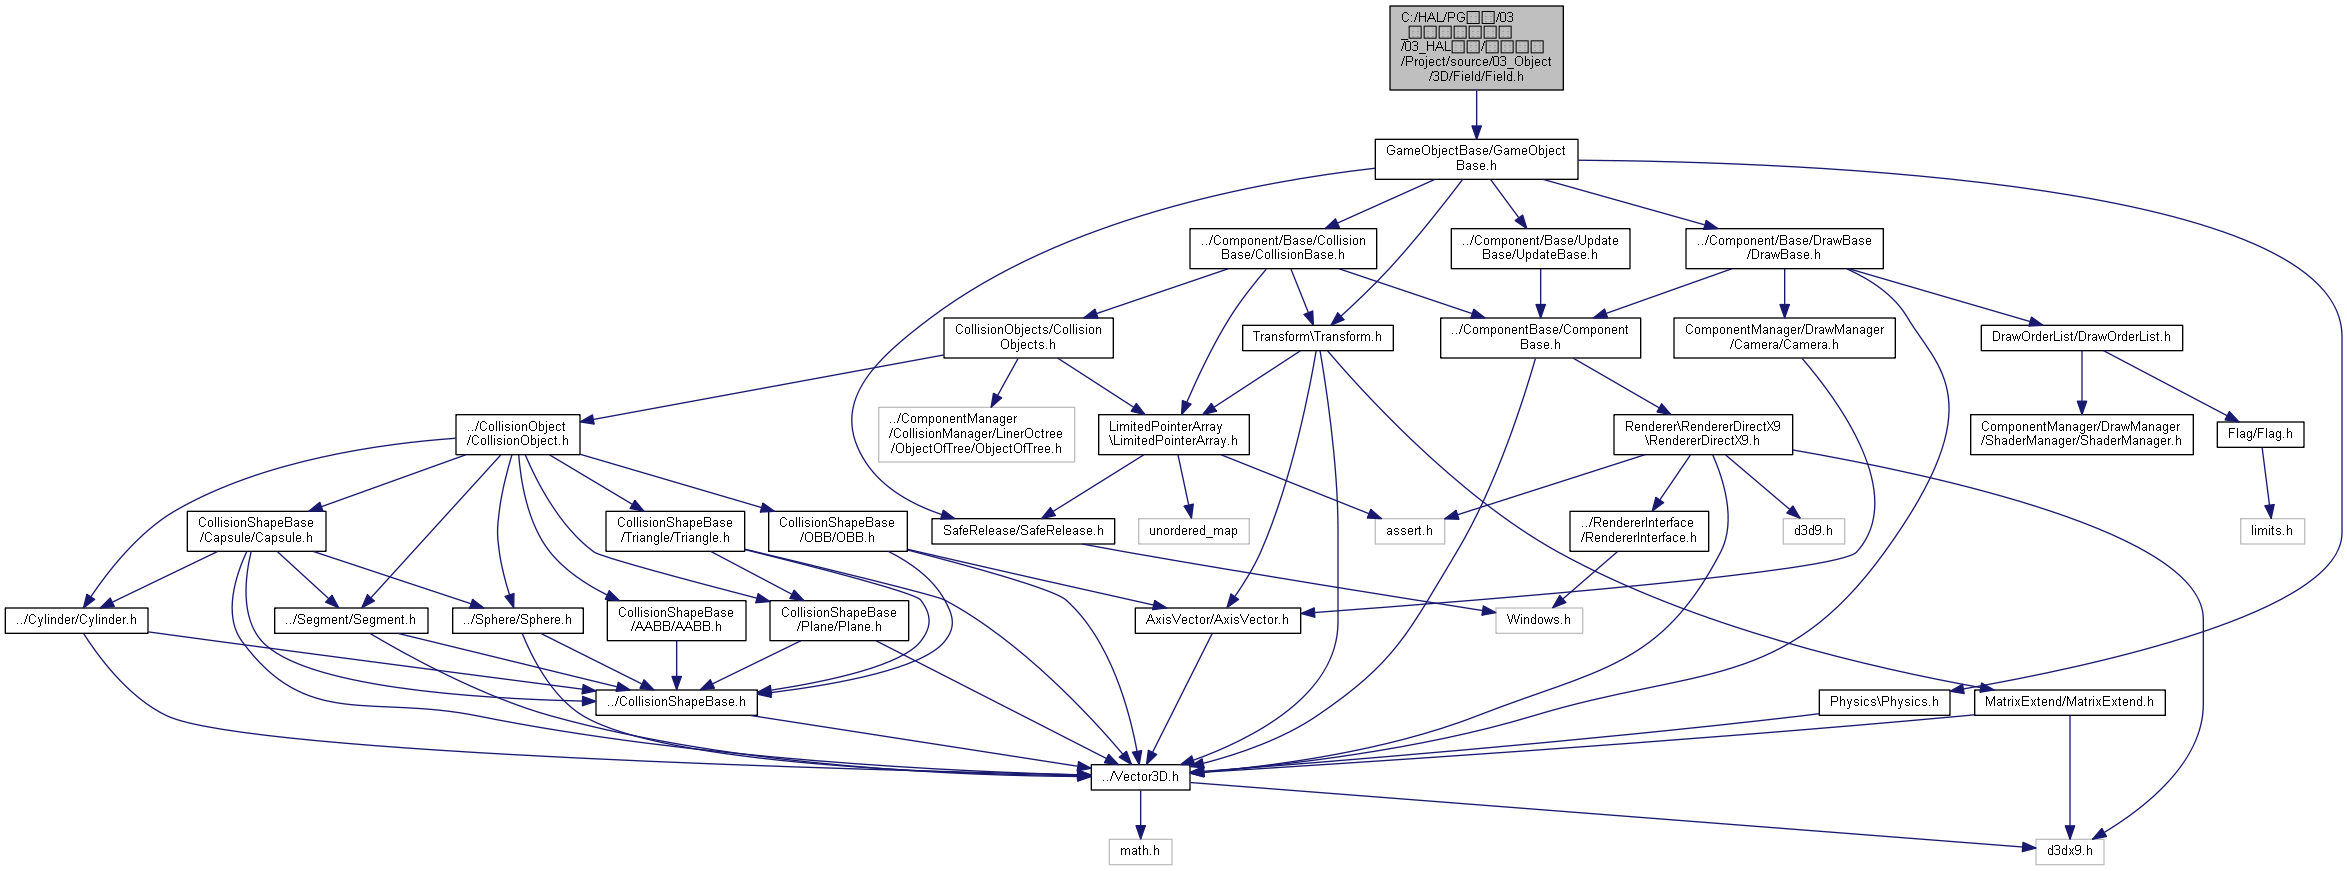 C:/HAL/PG□□/03
_□□□□□□□
/03_HAL□□/□□□□
/Project/source/03_Object
/3D/Field/Field.h
GameObjectBase/GameObject
Base.h
../Component/Base/Collision
Base/CollisionBase.h
../Component/Base/Update
Base/UpdateBase.h
../Component/Base/DrawBase
/DrawBase.h
CollisionObjects/Collision
Objects.h
Transform\Transform.h
../ComponentBase/Component
Base.h
ComponentManager/DrawManager
/Camera/Camera.h
DrawOrderList/DrawOrderList.h
../CollisionObject
/CollisionObject.h
../ComponentManager
/CollisionManager/LinerOctree
/ObjectOfTree/ObjectOfTree.h
LimitedPointerArray
\LimitedPointerArray.h
Renderer\RendererDirectX9
\RendererDirectX9.h
ComponentManager/DrawManager
/ShaderManager/ShaderManager.h
Flag/Flag.h
CollisionShapeBase
/Capsule/Capsule.h
CollisionShapeBase
/Triangle/Triangle.h
CollisionShapeBase
/OBB/OBB.h
SafeRelease/SafeRelease.h
unordered_map
assert.h
../RendererInterface
/RendererInterface.h
d3d9.h
limits.h
../Cylinder/Cylinder.h
../Segment/Segment.h
../Sphere/Sphere.h
CollisionShapeBase
/AABB/AABB.h
CollisionShapeBase
/Plane/Plane.h
AxisVector/AxisVector.h
Windows.h
../CollisionShapeBase.h
Physics\Physics.h
MatrixExtend/MatrixExtend.h
../Vector3D.h
math.h
d3dx9.h